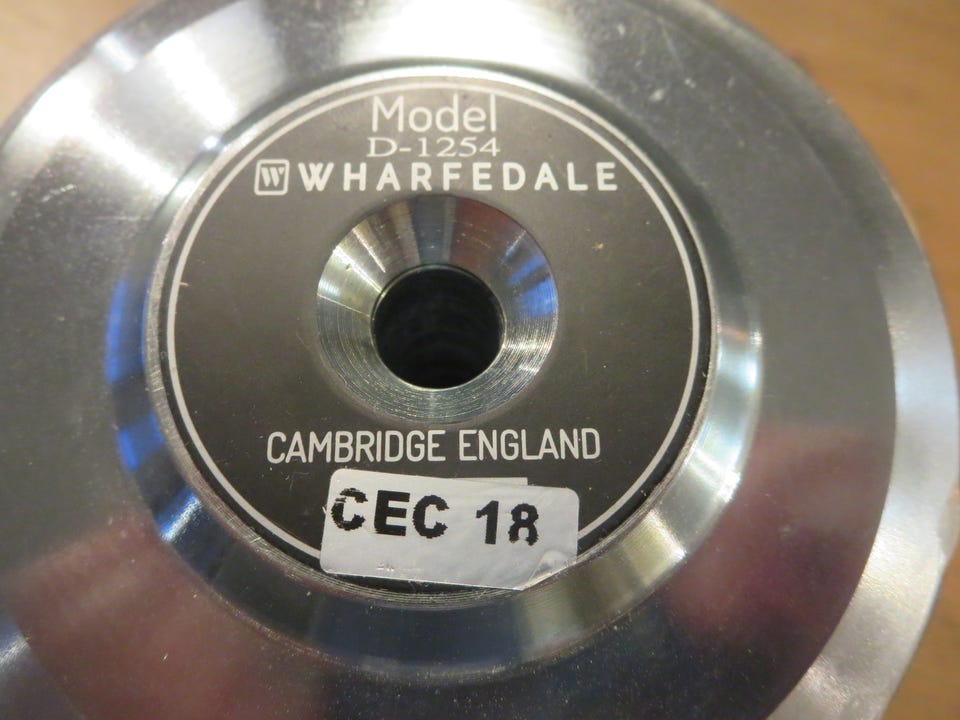 Model
D-1254
W WHARFEDALE
CAMBRIDGE ENGLAND
CEC 18